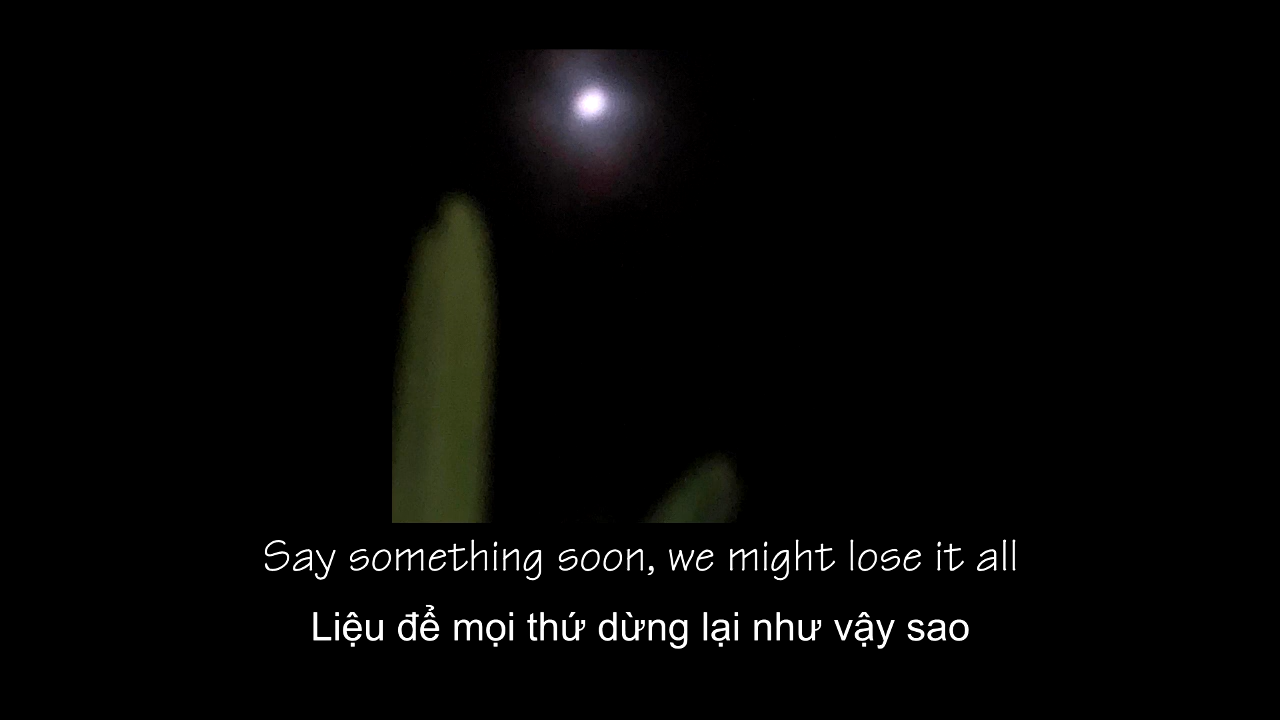 Say something soon, we might lose it all
Liệu để mọi thứ dừng lại như vậy sao